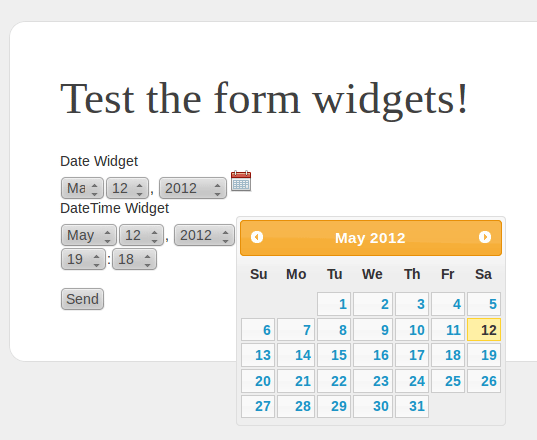 Test the form widgets!
Date Widget
Ma 12 , 2012
DateTime Widget
May 12 , 2012
19 : 18
Send
May 2012
Su Mo Tu We Th Fr Sa
1 2 3 4 5
6 7 8 9 10 11 12
13 14 15 16 17 18 19
20 21 22 23 24 25 26
27 28 29 30 31